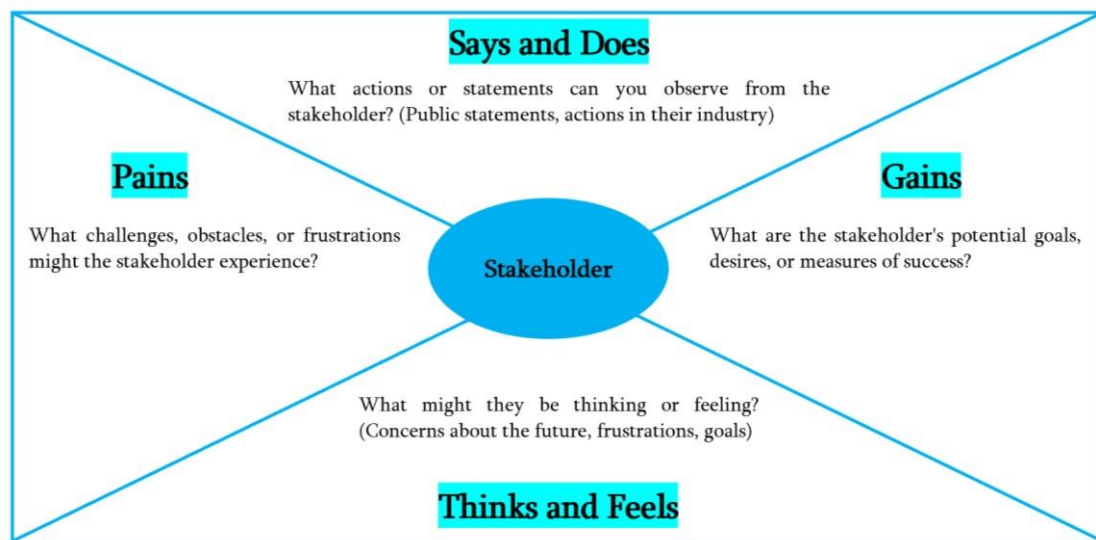 Says and Does
What actions or statements can you observe from the
stakeholder? (Public statements, actions in their industry)
Pains
What challenges, obstacles, or frustrations
might the stakeholder experience?
Gains
What are the stakeholder's potential goals,
desires, or measures of success?
Stakeholder
What might they be thinking or feeling?
(Concerns about the future, frustrations, goals)
Thinks and Feels